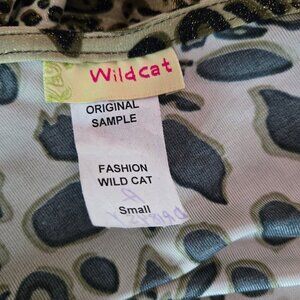 Wildcat
ORIGINAL
SAMPLE
FASHION
WILD CAT
Small